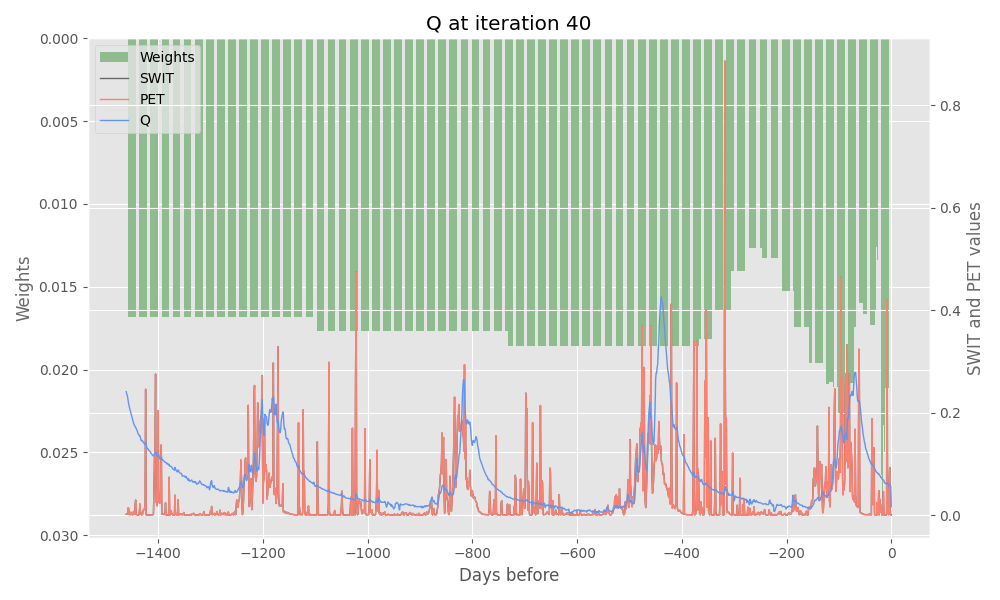 Q at iteration 40
Weights
SWIT
PET
Q
0.000
0.005
0.010
0.015
0.020
0.025
0.030
Weights
0.8
0.6
0.4
0.2
0.0
SWIT and PET values
−1400 −1200 −1000 −800 −600 −400 −200 0
Days before